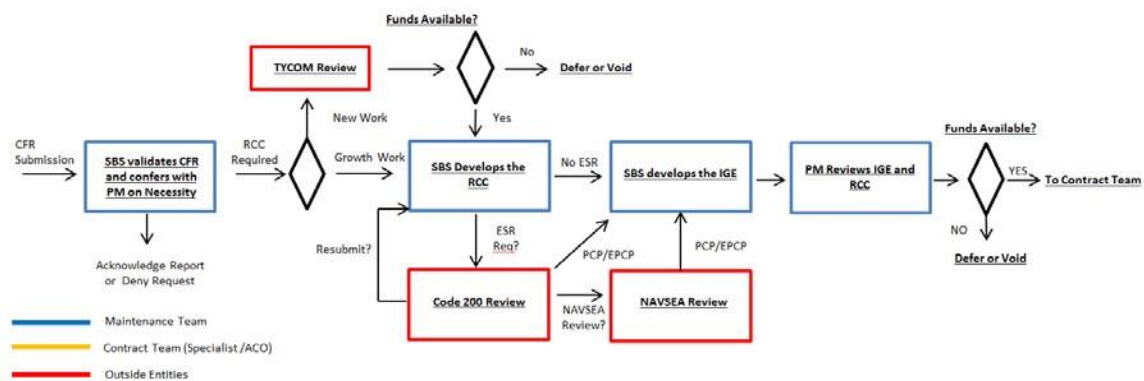 Funds Available?
TYCOM Review
No
Defer or Void
New Work
Yes
CFR
Submission
SBS validates CFR
and confers with
PM on Necessity
RCC
Required
Growth Work
SBS Develops the
RCC
No ESR
SBS develops the IGE
PM Reviews IGE and
RCC
Funds Available?
YES
To Contract Team
NO
Defer or Void
Acknowledge Report
or Deny Request
Resubmit?
ESR
Req?
PCP/EPCP
PCP/EPCP
Code 200 Review
NAVSEA
Review?
NAVSEA Review
Maintenance Team
Contract Team (Specialist/ACO)
Outside Entities